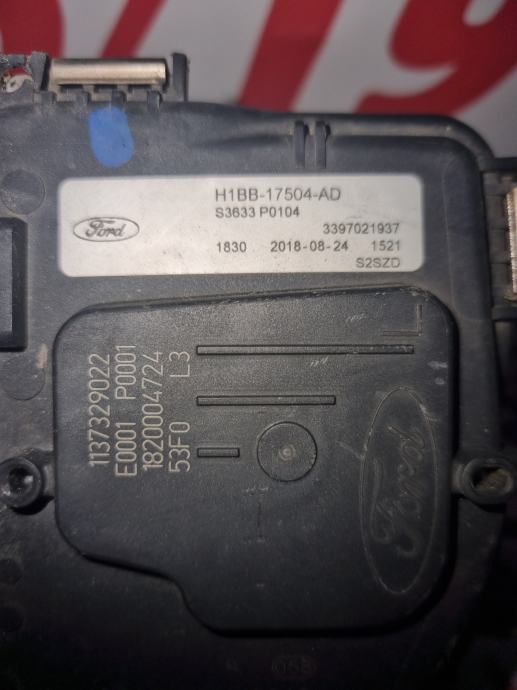 H1BB-17504-AD
S3633 P0104
Ford
3397021937
1830 2018-08-24 1521
S2SZD
1137329022
E0001 P0001
1820004724
53F0 L3
L
Ford